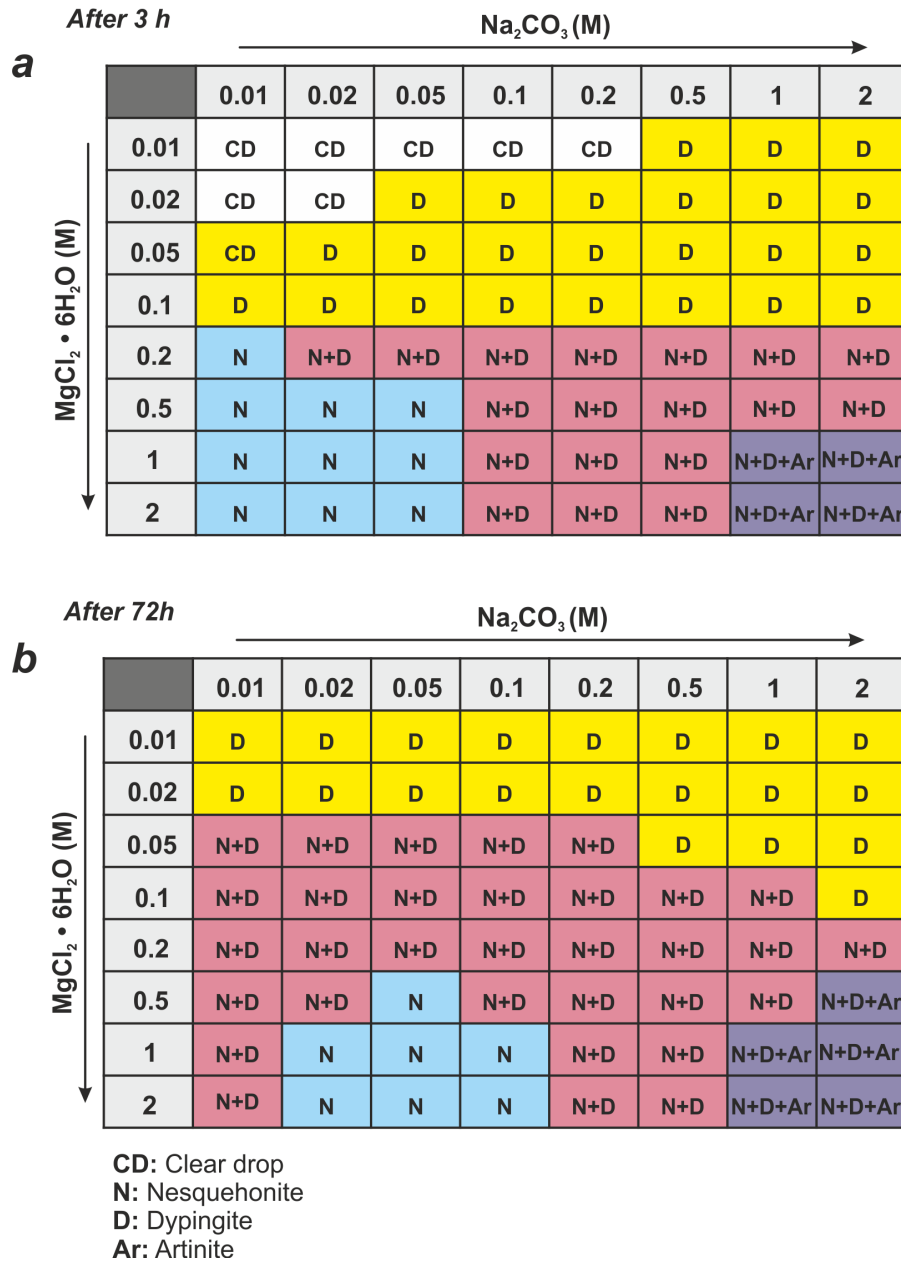 After 3 h
Na₂CO₃ (M)
a
0.01 0.02 0.05 0.1 0.2 0.5 1 2
0.01 CD CD CD CD CD D D D
0.02 CD CD D D D D D D
0.05 CD D D D D D D D
0.1 D D D D D D D D
0.2 N N+D N+D N+D N+D N+D N+D N+D
0.5 N N N N+D N+D N+D N+D N+D
1 N N N N+D N+D N+D N+D+Ar N+D+Ar
2 N N N N+D N+D N+D N+D+Ar N+D+Ar
MgCl₂ • 6H₂O (M)
After 72h
Na₂CO₃ (M)
b
0.01 0.02 0.05 0.1 0.2 0.5 1 2
0.01 D D D D D D D D
0.02 D D D D D D D D
0.05 N+D N+D N+D N+D N+D D D D
0.1 N+D N+D N+D N+D N+D N+D N+D D
0.2 N+D N+D N+D N+D N+D N+D N+D N+D
0.5 N+D N+D N N+D N+D N+D N+D N+D+Ar
1 N+D N N N N+D N+D N+D+Ar N+D+Ar
2 N+D N N N N+D N+D N+D+Ar N+D+Ar
MgCl₂ • 6H₂O (M)
CD: Clear drop
N: Nesquehonite
D: Dypingite
Ar: Artinite